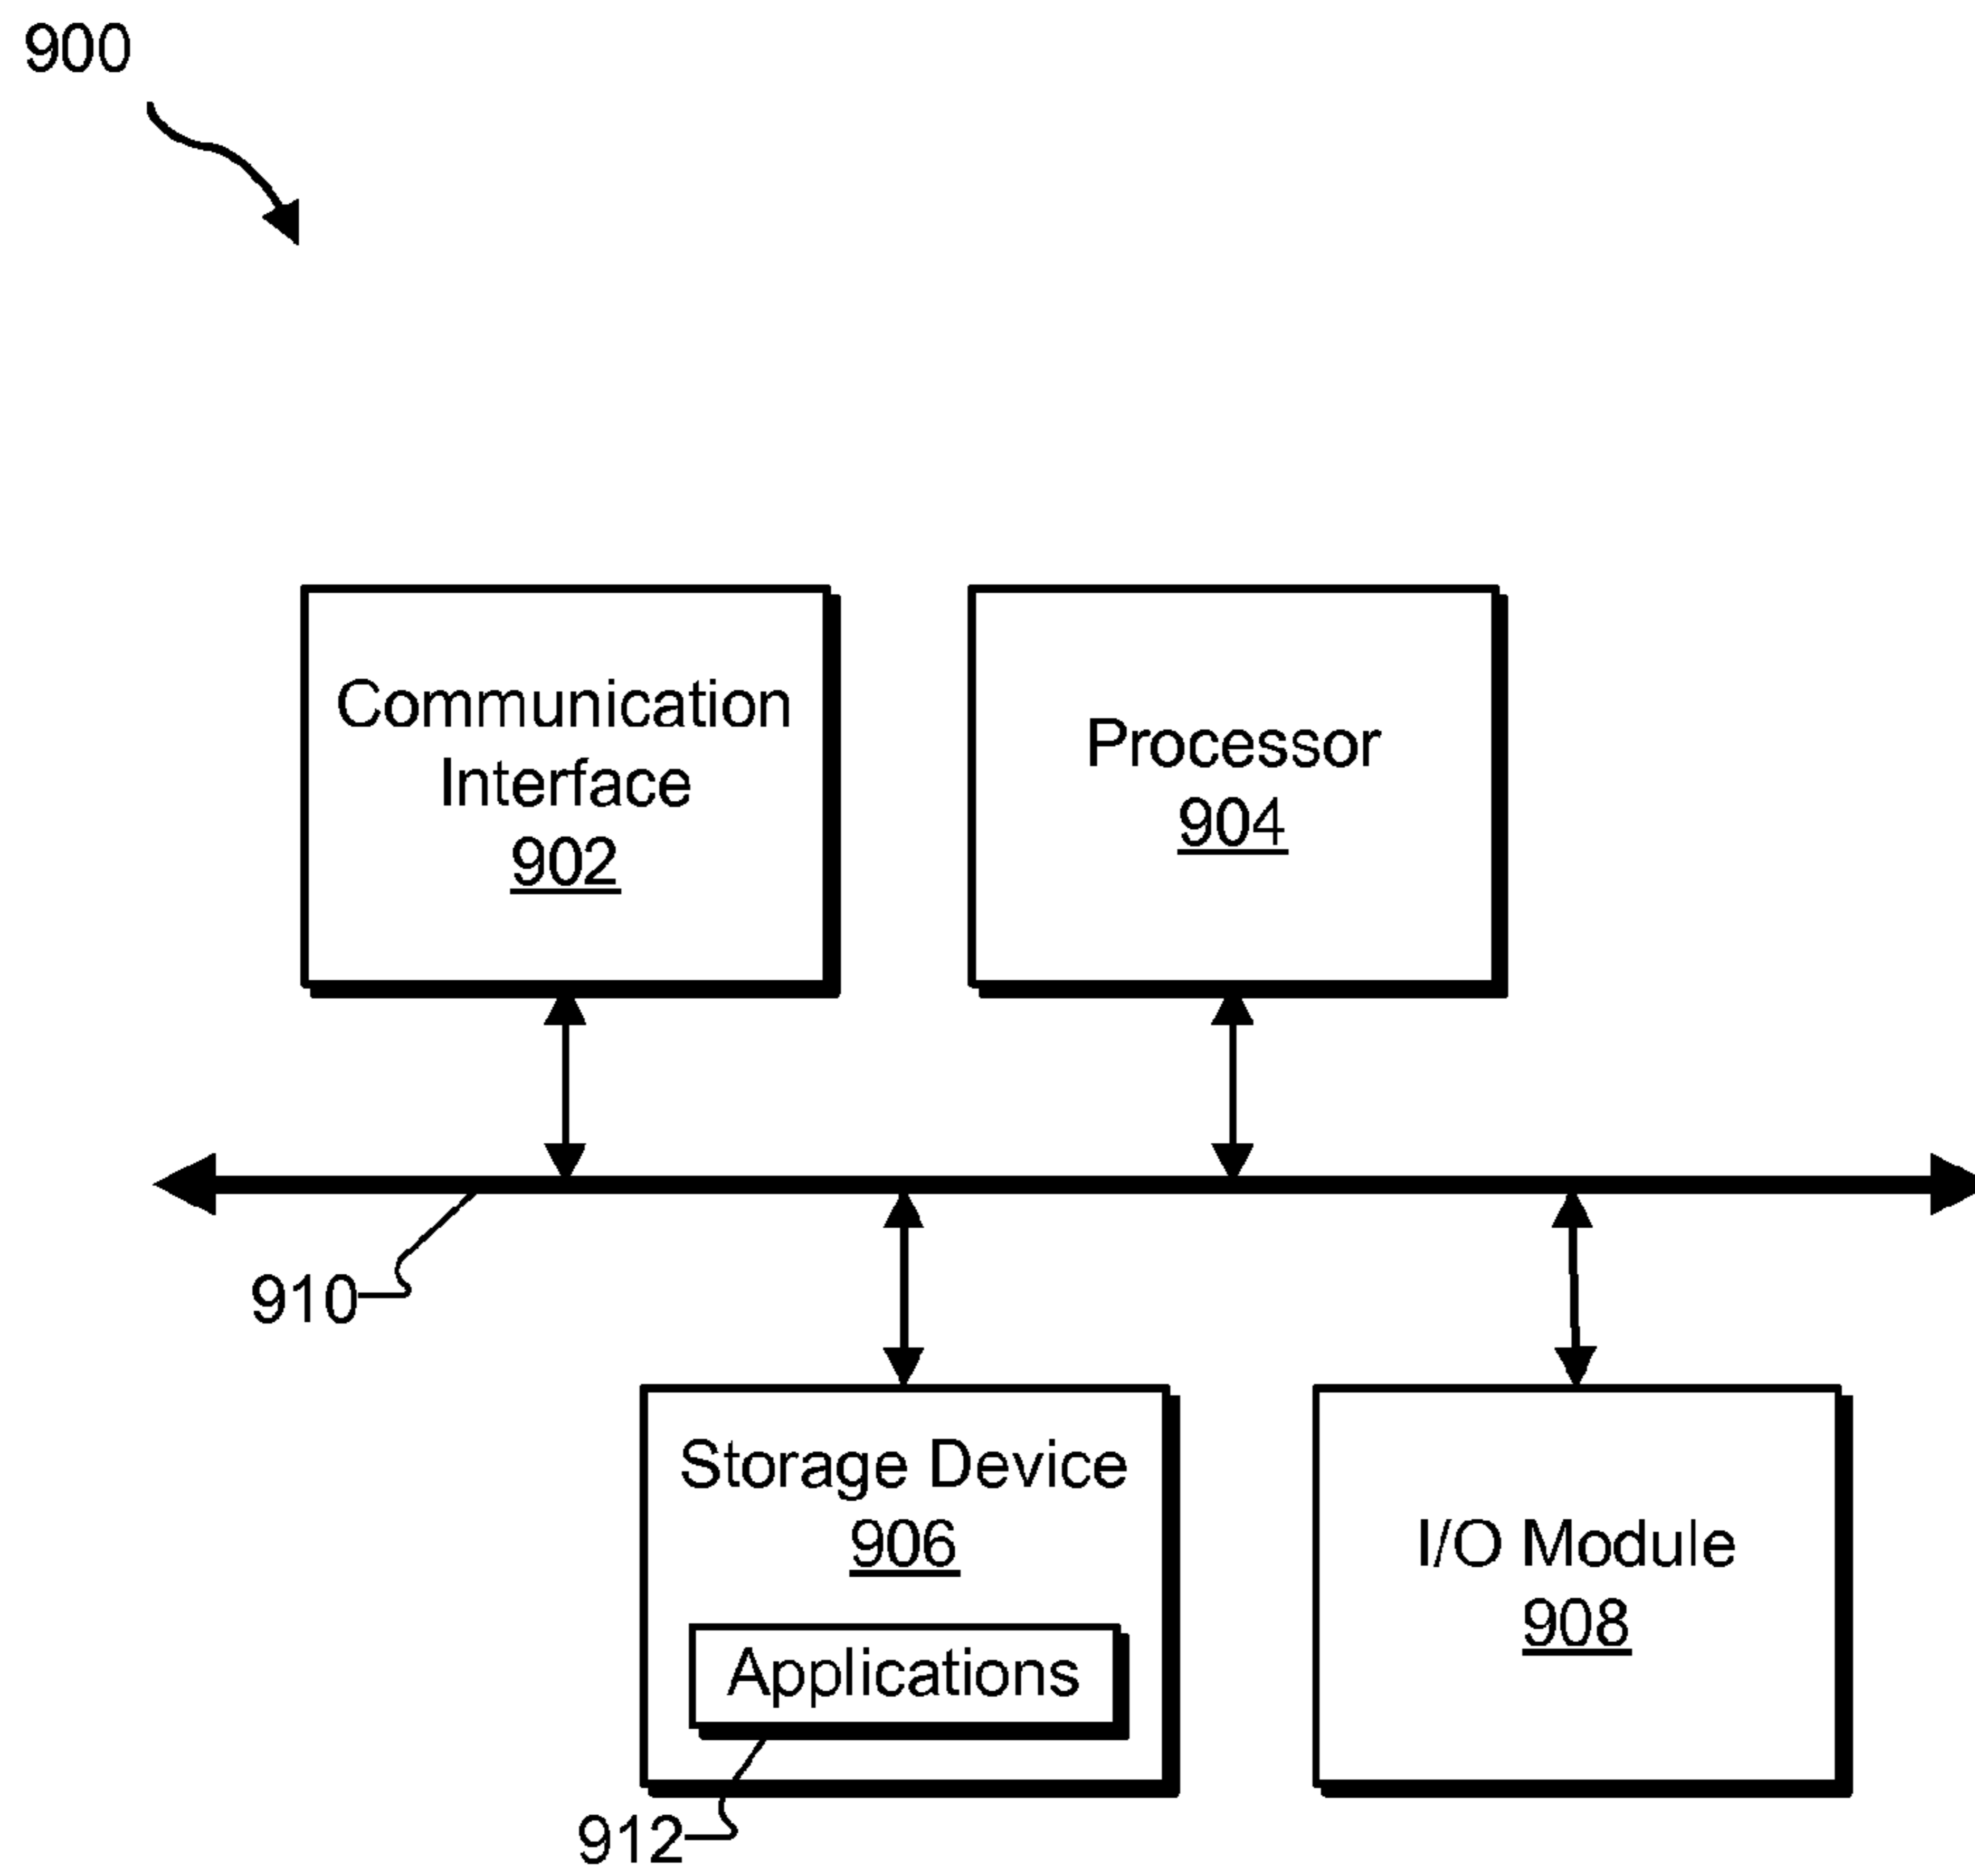 900
Communication
Interface
902
Processor
904
910
Storage Device
906
Applications
912
I/O Module
908